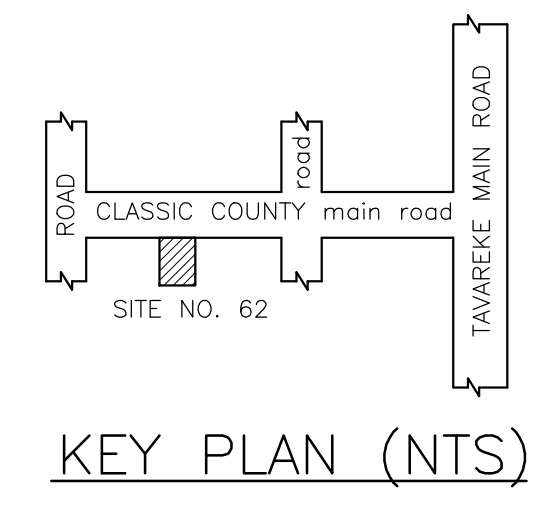 road
ROAD
CLASSIC COUNTY main road
TAVAREKE MAIN ROAD
SITE NO. 62
KEY PLAN (NTS)